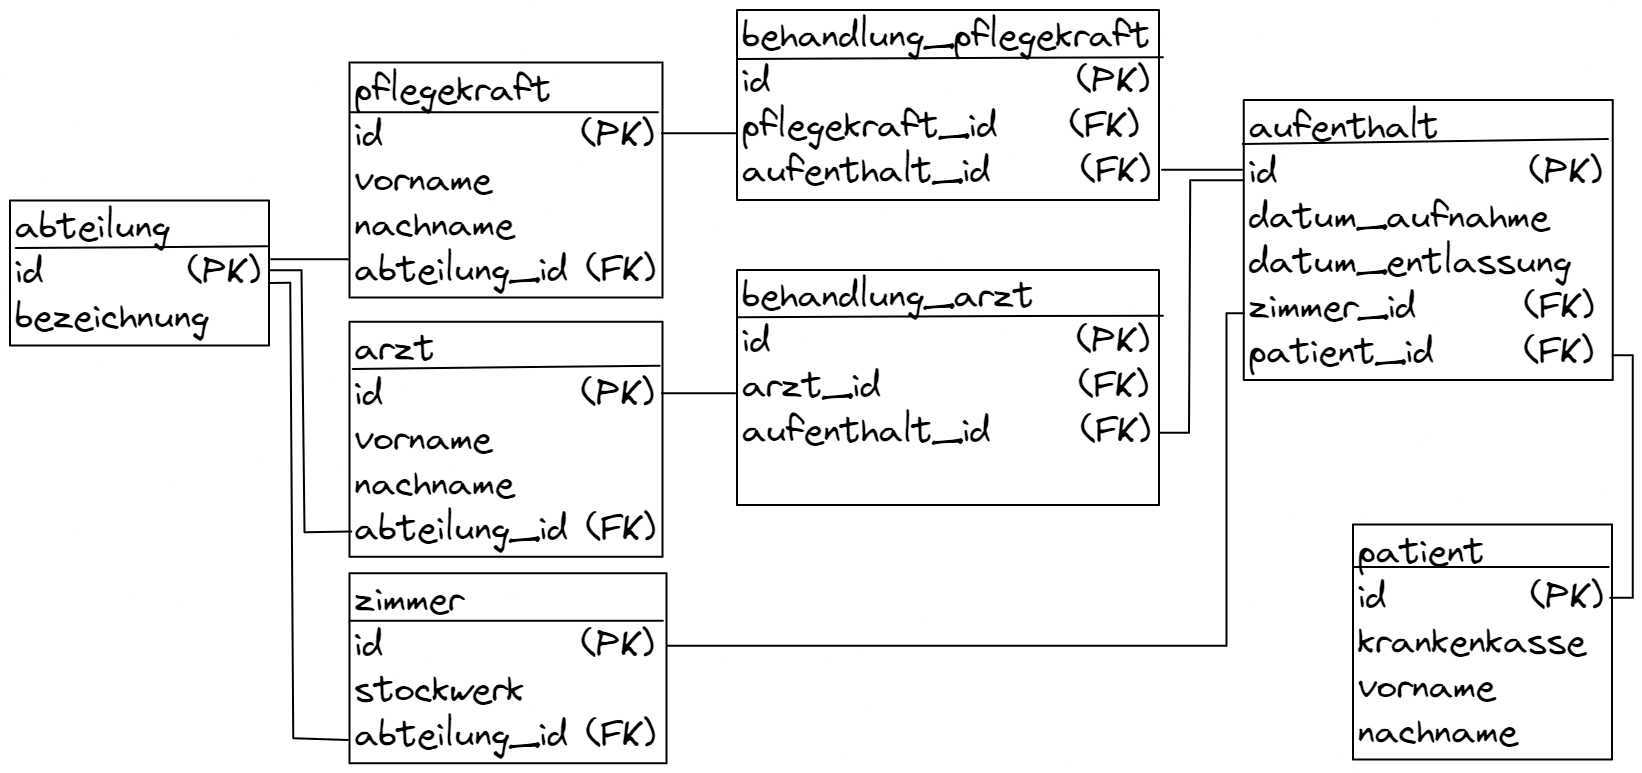 abteilung
id (PK)
bezeichnung
pflegekraft
id (PK)
vorname
nachname
abteilung_id (FK)
arzt
id (PK)
vorname
nachname
abteilung_id (FK)
zimmer
id (PK)
stockwerk
abteilung_id (FK)
behandlung_pflegekraft
id (PK)
pflegekraft_id (FK)
aufenthalt_id (FK)
behandlung_arzt
id (PK)
arzt_id (FK)
aufenthalt_id (FK)
aufenthalt
id (PK)
datum_aufnahme
datum_entlassung
zimmer_id (FK)
patient_id (FK)
patient
id (PK)
krankenkasse
vorname
nachname